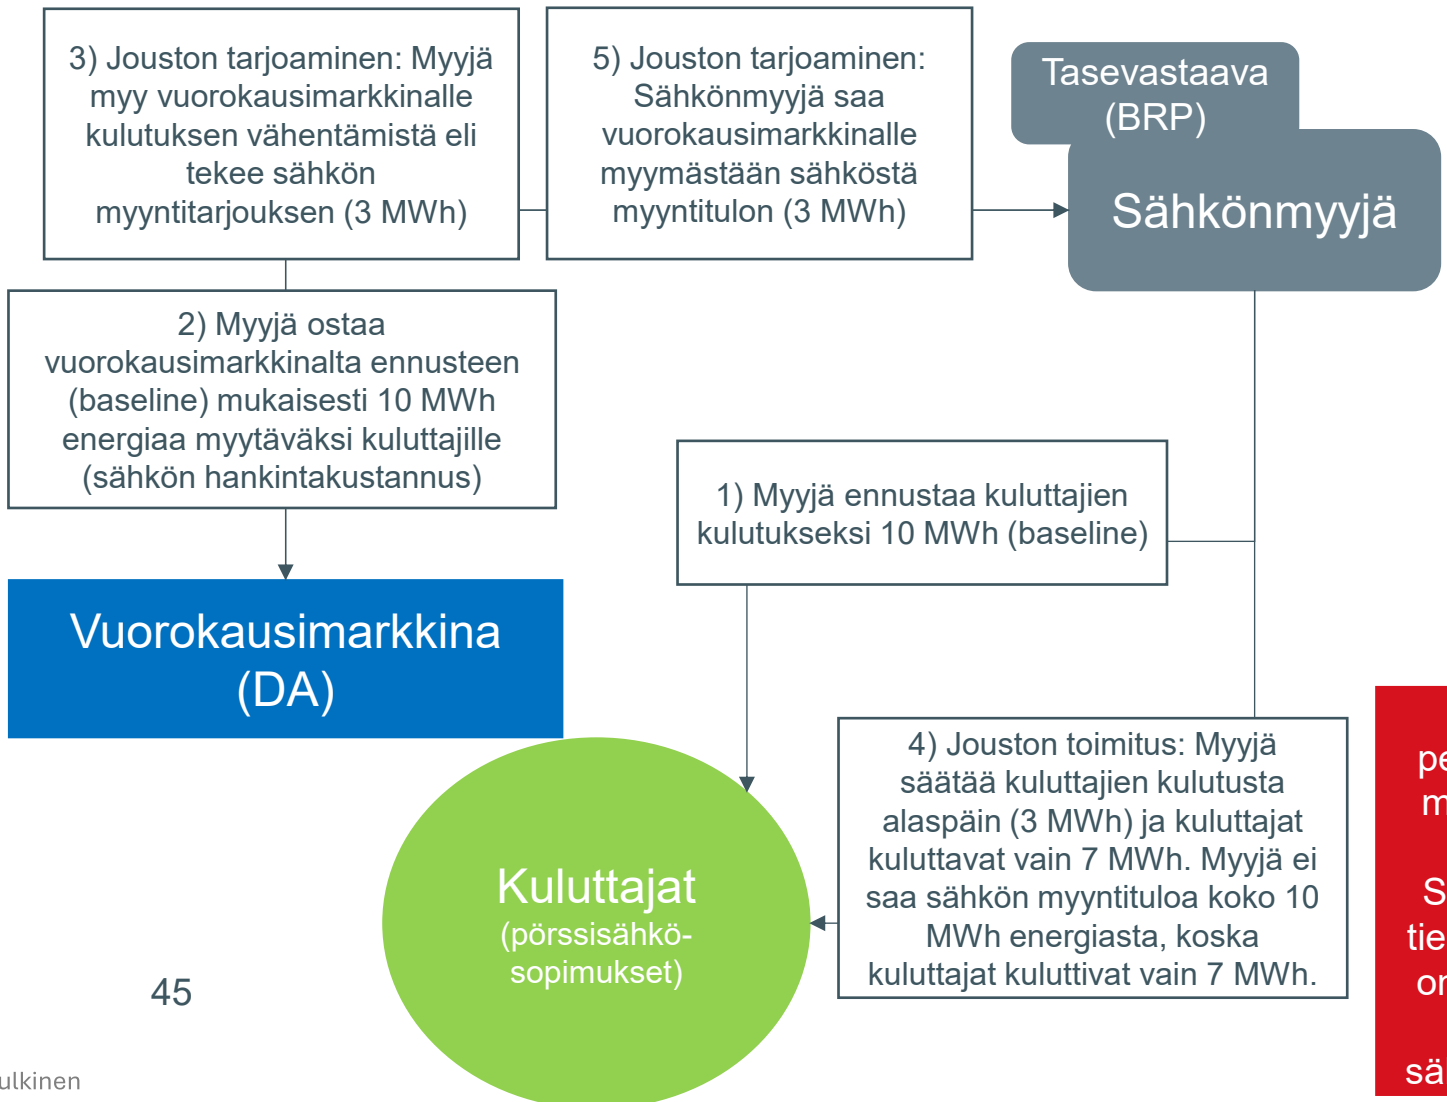 3) Jouston tarjoaminen: Myyjä
myy vuorokausimarkkinalle
kulutuksen vähentämistä eli
tekee sähkön
myyntitarjouksen (3 MWh)
5) Jouston tarjoaminen:
Sähkönmyyjä saa
vuorokausimarkkinalle
myymästään sähköstä
myyntitulon (3 MWh)
Tasevastaava
(BRP)
Sähkönmyyjä
2) Myyjä ostaa
vuorokausimarkkinalta ennusteen
(baseline) mukaisesti 10 MWh
energiaa myytäväksi kuluttajille
(sähkön hankintakustannus)
1) Myyjä ennustaa kuluttajien
kulutukseksi 10 MWh (baseline)
Vuorokausimarkkina
(DA)
4) Jouston toimitus: Myyjä
säätää kuluttajien kulutusta
alaspäin (3 MWh) ja kuluttajat
kuluttavat vain 7 MWh. Myyjä ei
saa sähkön myyntituloa koko 10
MWh energiasta, koska
kuluttajat kuluttivat vain 7 MWh.
Kuluttajat
(pörssisähkö-
sopimukset)
45
ulkinen